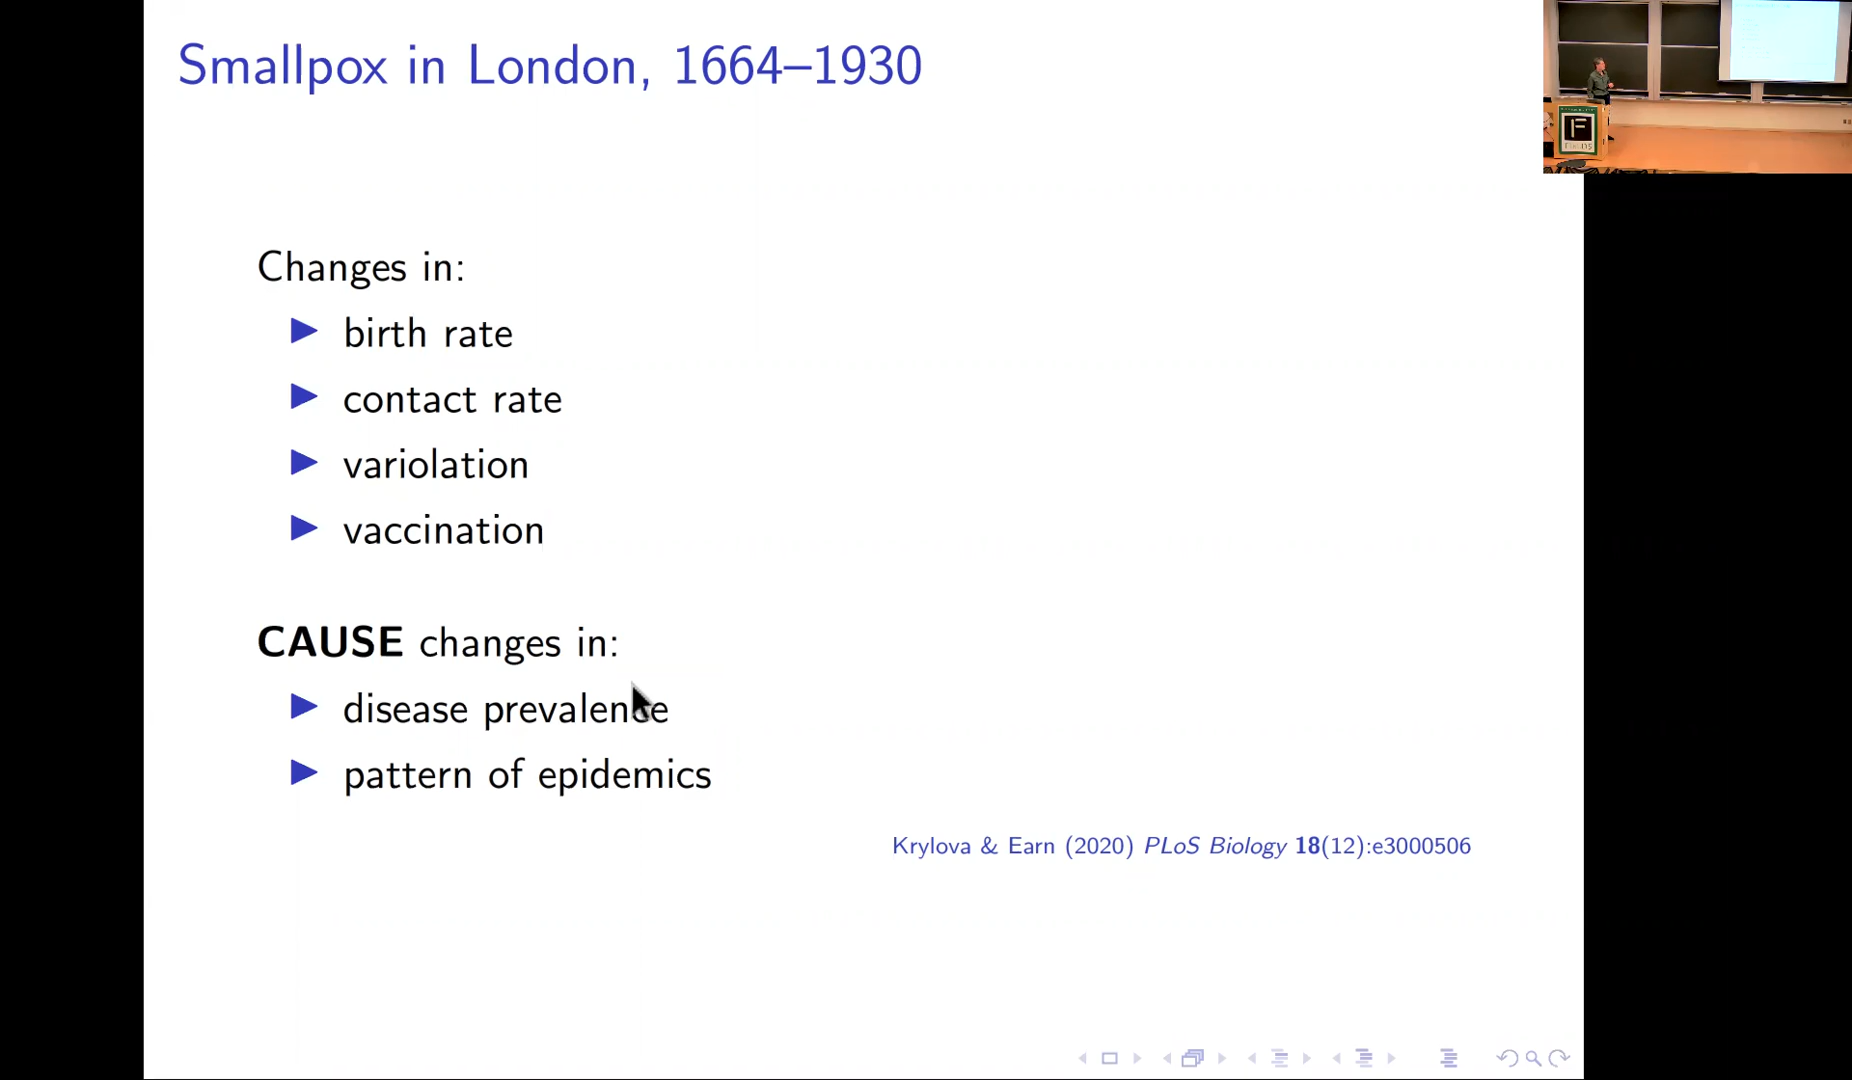 Smallpox in London, 1664–1930
Changes in:
birth rate
contact rate
variolation
vaccination
CAUSE changes in:
disease prevalence
pattern of epidemics
Krylova & Earn (2020) PLoS Biology 18(12):e3000506
F
FIELDS